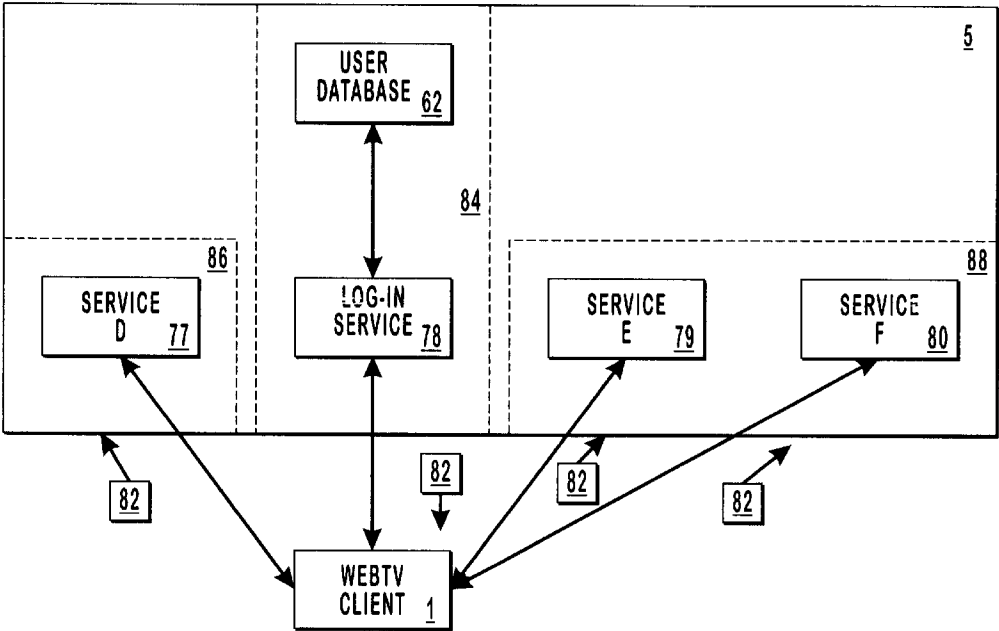 5
USER
DATABASE 62
84
86
88
SERVICE
D 77
LOG-IN
SERVICE 78
SERVICE
E 79
SERVICE
F 80
82
82
82
82
WEBTV
CLIENT 1